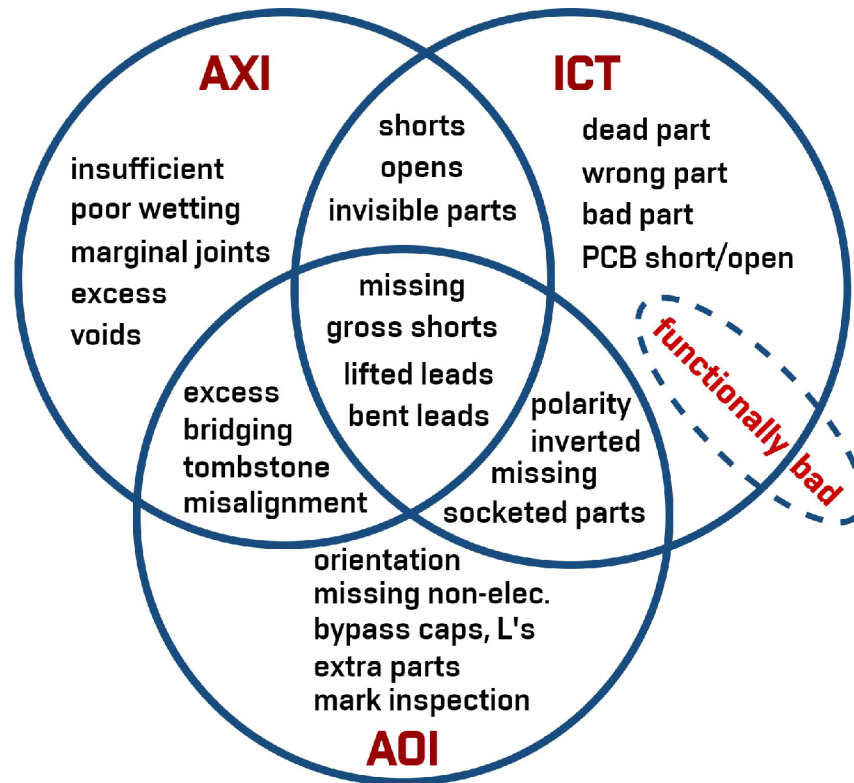 AXI
ICT
insufficient
poor wetting
marginal joints
excess
voids
shorts
opens
invisible parts
dead part
wrong part
bad part
PCB short/open
functionally bad
missing
gross shorts
lifted leads
bent leads
excess
bridging
tombstone
misalignment
polarity
inverted
missing
socketed parts
orientation
missing non-elec.
bypass caps, L's
extra parts
mark inspection
AOI